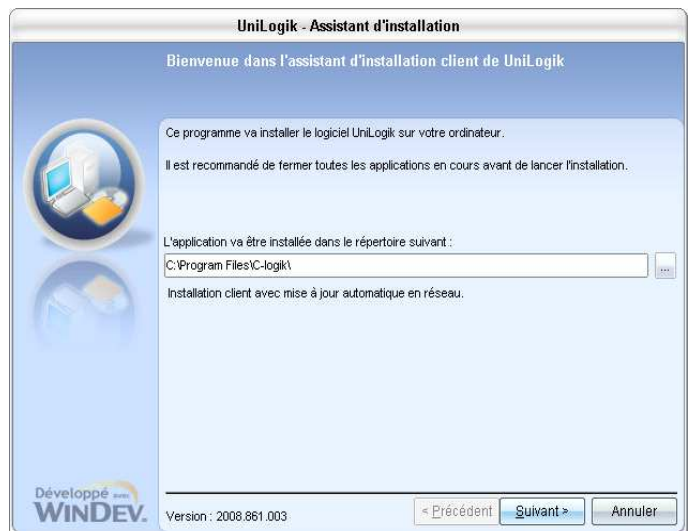 UniLogik - Assistant d'installation
Bienvenue dans l'assistant d'installation client de UniLogik
Ce programme va installer le logiciel UniLogik sur votre ordinateur.
Il est recommandé de fermer toutes les applications en cours avant de lancer l'installation.
L'application va être installée dans le répertoire suivant :
C:\Program Files\C-logik\
...
Installation client avec mise à jour automatique en réseau.
Développé avec
WINDEV.
Version : 2008.861.003
< Précédent
Suivant >
Annuler